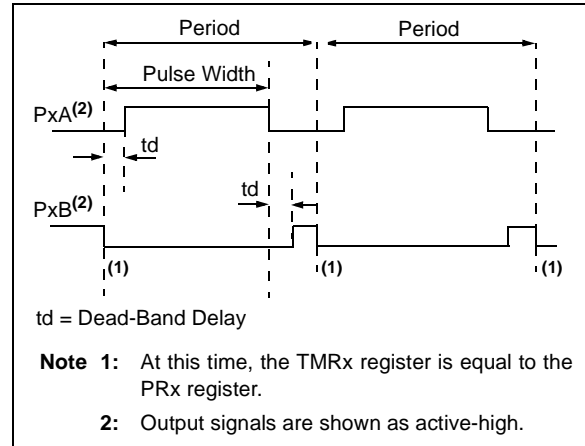 Period Period
Pulse Width
PxA(2)
td
td
PxB(2)
(1) (1) (1)
td = Dead-Band Delay
Note 1: At this time, the TMRx register is equal to the
PRx register.
2: Output signals are shown as active-high.